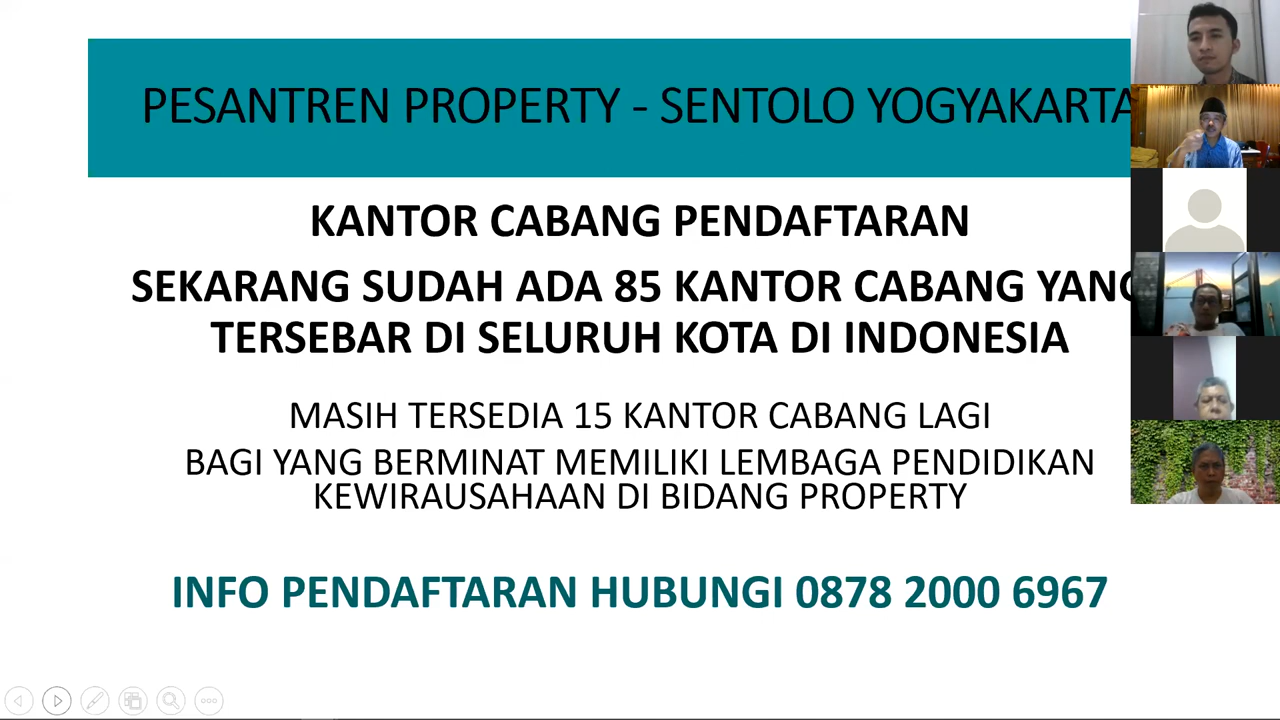 PESANTREN PROPERTY - SENTOLO YOGYAKARTA
KANTOR CABANG PENDAFTARAN
SEKARANG SUDAH ADA 85 KANTOR CABANG YANG
TERSEBAR DI SELURUH KOTA DI INDONESIA
MASIH TERSEDIA 15 KANTOR CABANG LAGI
BAGI YANG BERMINAT MEMILIKI LEMBAGA PENDIDIKAN
KEWIRAUSAHAAN DI BIDANG PROPERTY
INFO PENDAFTARAN HUBUNGI 0878 2000 6967